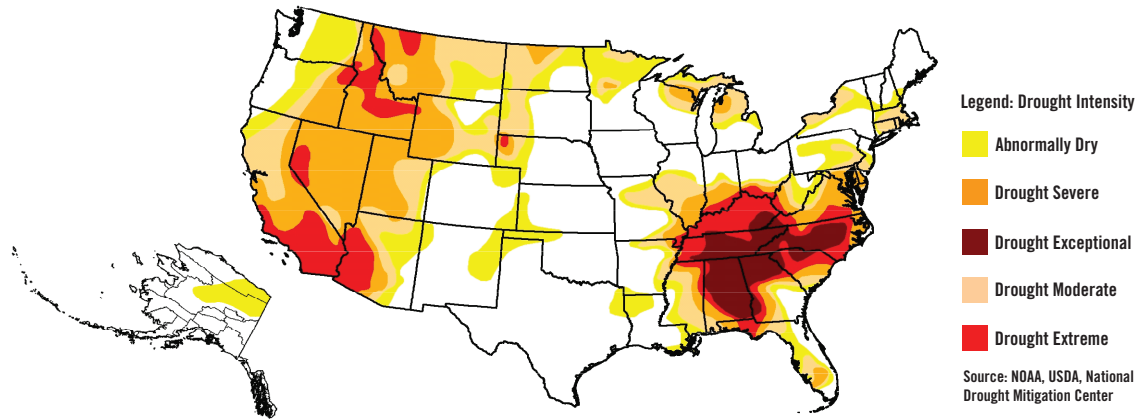 Legend: Drought Intensity
Abnormally Dry
Drought Severe
Drought Exceptional
Drought Moderate
Drought Extreme
Source: NOAA, USDA, National
Drought Mitigation Center